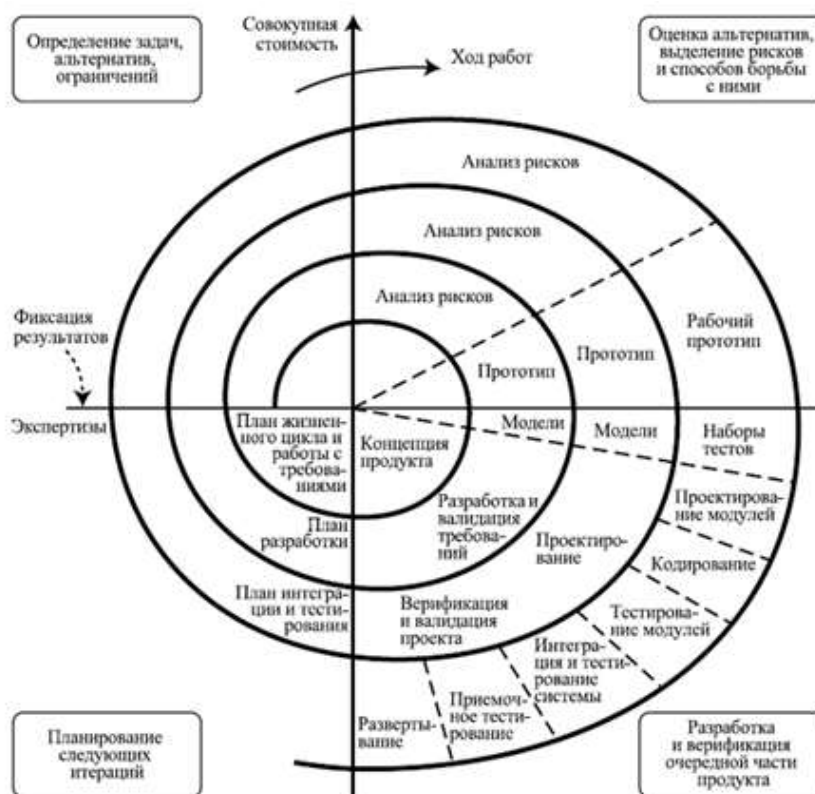 Определение задач,
альтернатив,
ограничений
Совокупная
стоимость
Ход работ
Оценка альтернатив,
выделение рисков
и способов борьбы
с ними
Анализ рисков
Анализ рисков
Анализ рисков
Фиксация
результатов
Рабочий
прототип
Прототип
Прототип
Экспертизы
План жизнен-
ного цикла и
работы с
требова-
ниями
Концепция
продукта
Модели
Модели
Наборы
тестов
План
разработки
Разработка и
валидация
требова-
ний
Проектиро-
вание
Проектирова-
ние модулей
Кодирование
План интегра-
ции и тести-
рования
Верификация
и валидация
проекта
Тестирова-
ние модулей
Интегра-
ция и тести-
рование
системы
Приемоч-
ное тести-
рование
Разверты-
вание
Планирование
следующих
итераций
Разработка
и верификация
очередной части
продукта